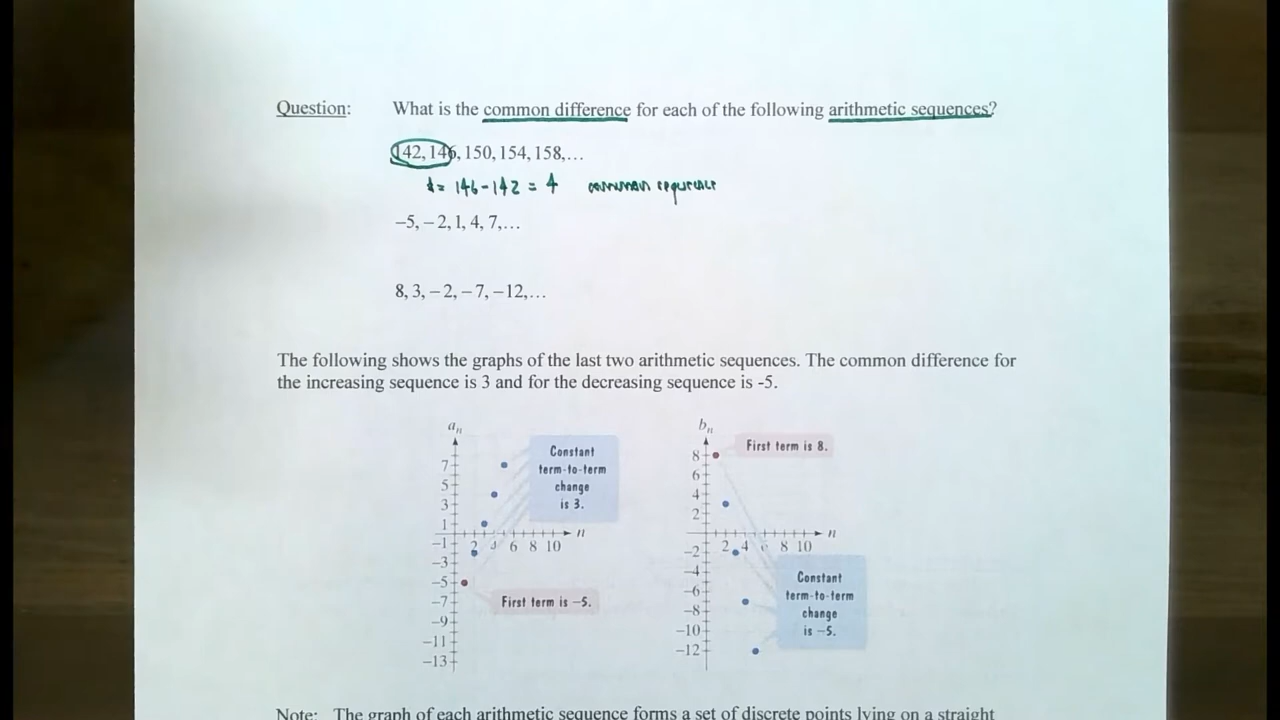 Question: What is the common difference for each of the following arithmetic sequences?
142, 146, 150, 154, 158,…
d = 146 - 142 = 4 common sequence
−5, −2, 1, 4, 7,…
8, 3, −2, −7, −12,…
The following shows the graphs of the last two arithmetic sequences. The common difference for
the increasing sequence is 3 and for the decreasing sequence is -5.
aₙ
7
5
3
1
−1
−3
−5
−7
−9
−11
−13
2 4 6 8 10 n
Constant
term-to-term
change
is 3.
First term is −5.
bₙ
8
6
4
2
−2
−4
−6
−8
−10
−12
2 4 6 8 10 n
First term is 8.
Constant
term-to-term
change
is −5.
Note: The graph of each arithmetic sequence forms a set of discrete points lying on a straight